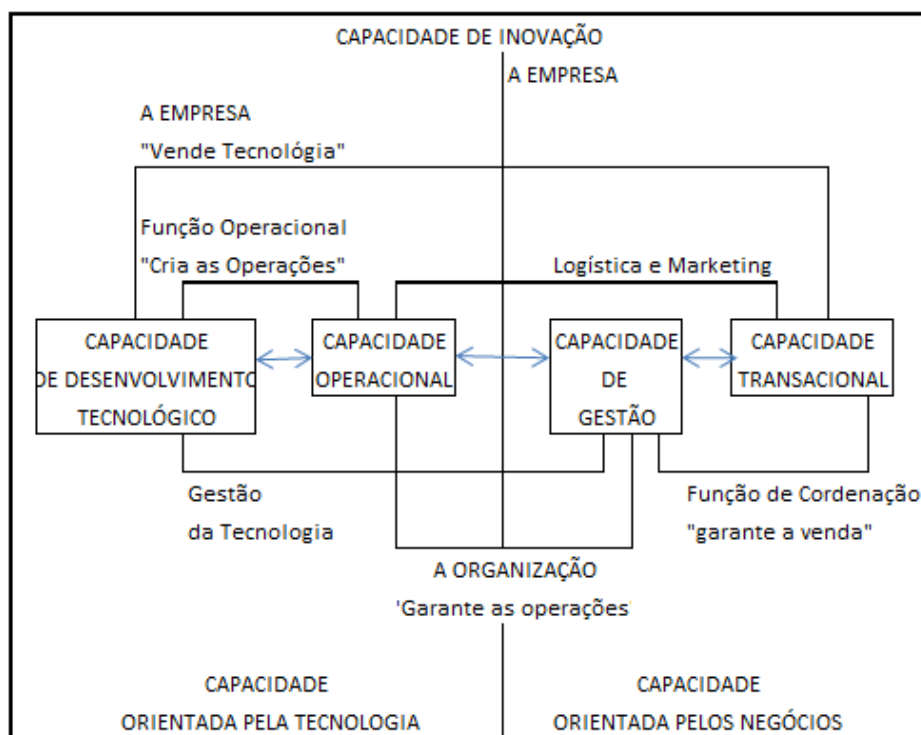 CAPACIDADE DE INOVAÇÃO
A EMPRESA
A EMPRESA
"Vende Tecnológia"
Função Operacional
"Cria as Operações"
Logística e Marketing
CAPACIDADE
DE DESENVOLVIMENTO
TECNOLÓGICO
CAPACIDADE
OPERACIONAL
CAPACIDADE
DE
GESTÃO
CAPACIDADE
TRANSACIONAL
Gestão
da Tecnologia
Função de Cordenação
"garante a venda"
A ORGANIZAÇÃO
'Garante as operações'
CAPACIDADE
ORIENTADA PELA TECNOLOGIA
CAPACIDADE
ORIENTADA PELOS NEGÓCIOS